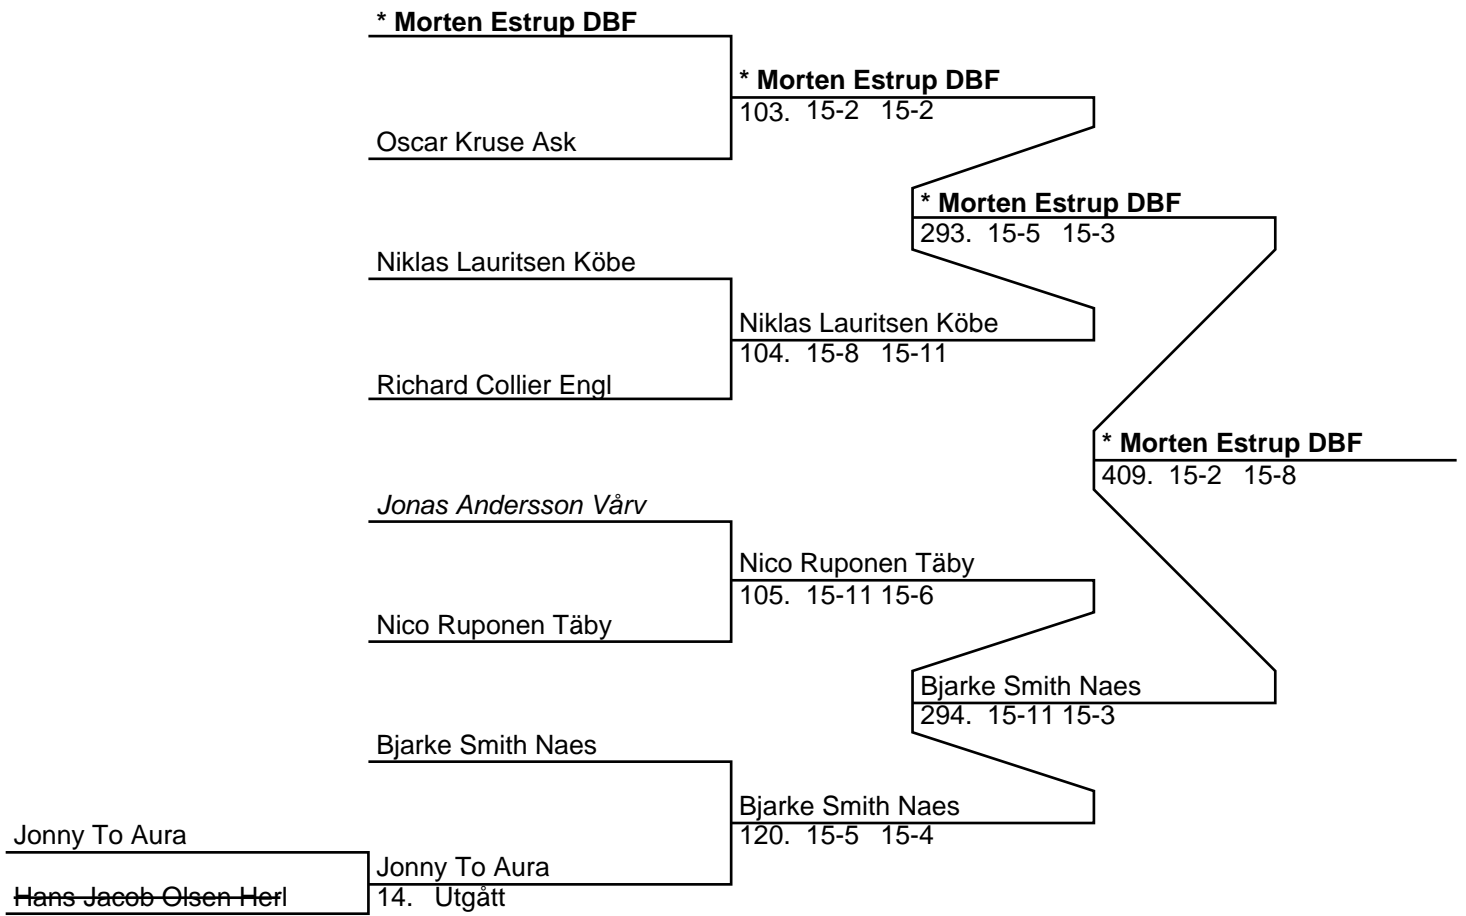 * Morten Estrup DBF
* Morten Estrup DBF
103. 15-2 15-2
Oscar Kruse Ask
* Morten Estrup DBF
293. 15-5 15-3
Niklas Lauritsen Köbe
Niklas Lauritsen Köbe
104. 15-8 15-11
Richard Collier Engl
* Morten Estrup DBF
409. 15-2 15-8
Jonas Andersson Vårv
Nico Ruponen Täby
105. 15-11 15-6
Nico Ruponen Täby
Bjarke Smith Naes
294. 15-11 15-3
Bjarke Smith Naes
Bjarke Smith Naes
120. 15-5 15-4
Jonny To Aura
Jonny To Aura
14. Utgått
Hans Jacob Olsen Herl